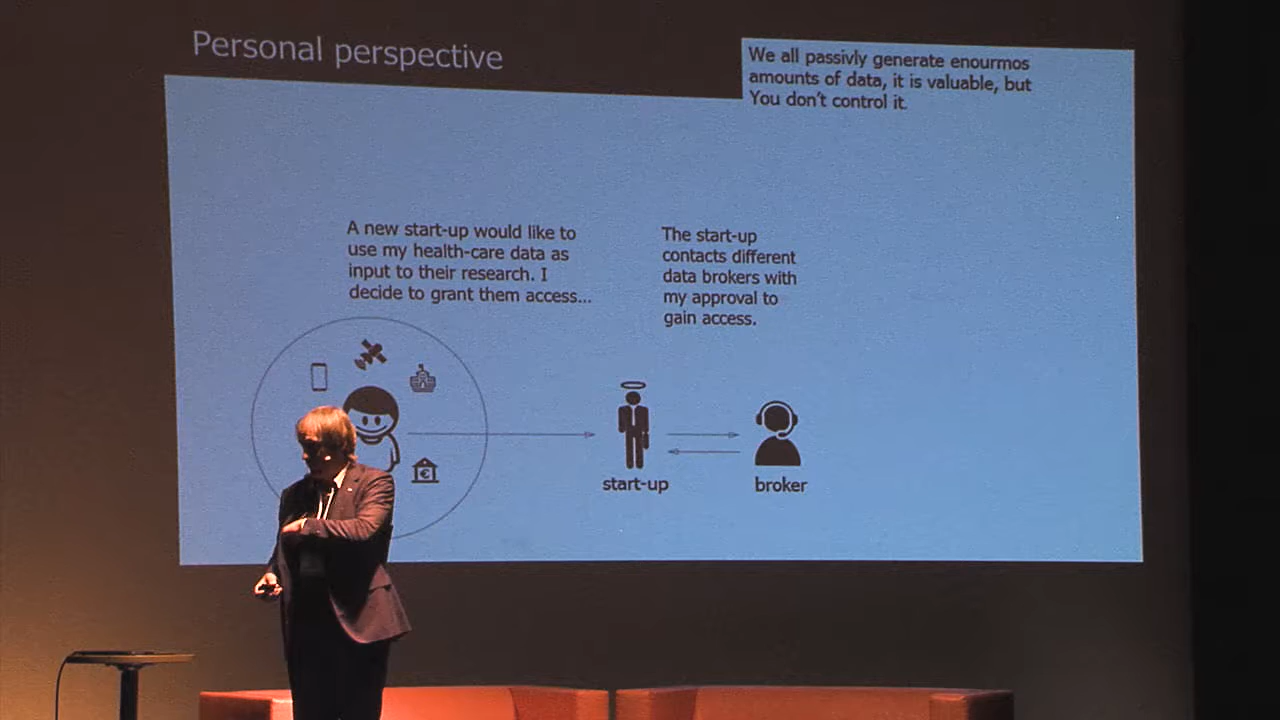 Personal perspective
We all passivly generate enourmos
amounts of data, it is valuable, but
You don't control it.
A new start-up would like to
use my health-care data as
input to their research. I
decide to grant them access...
The start-up
contacts different
data brokers with
my approval to
gain access.
€
start-up
broker